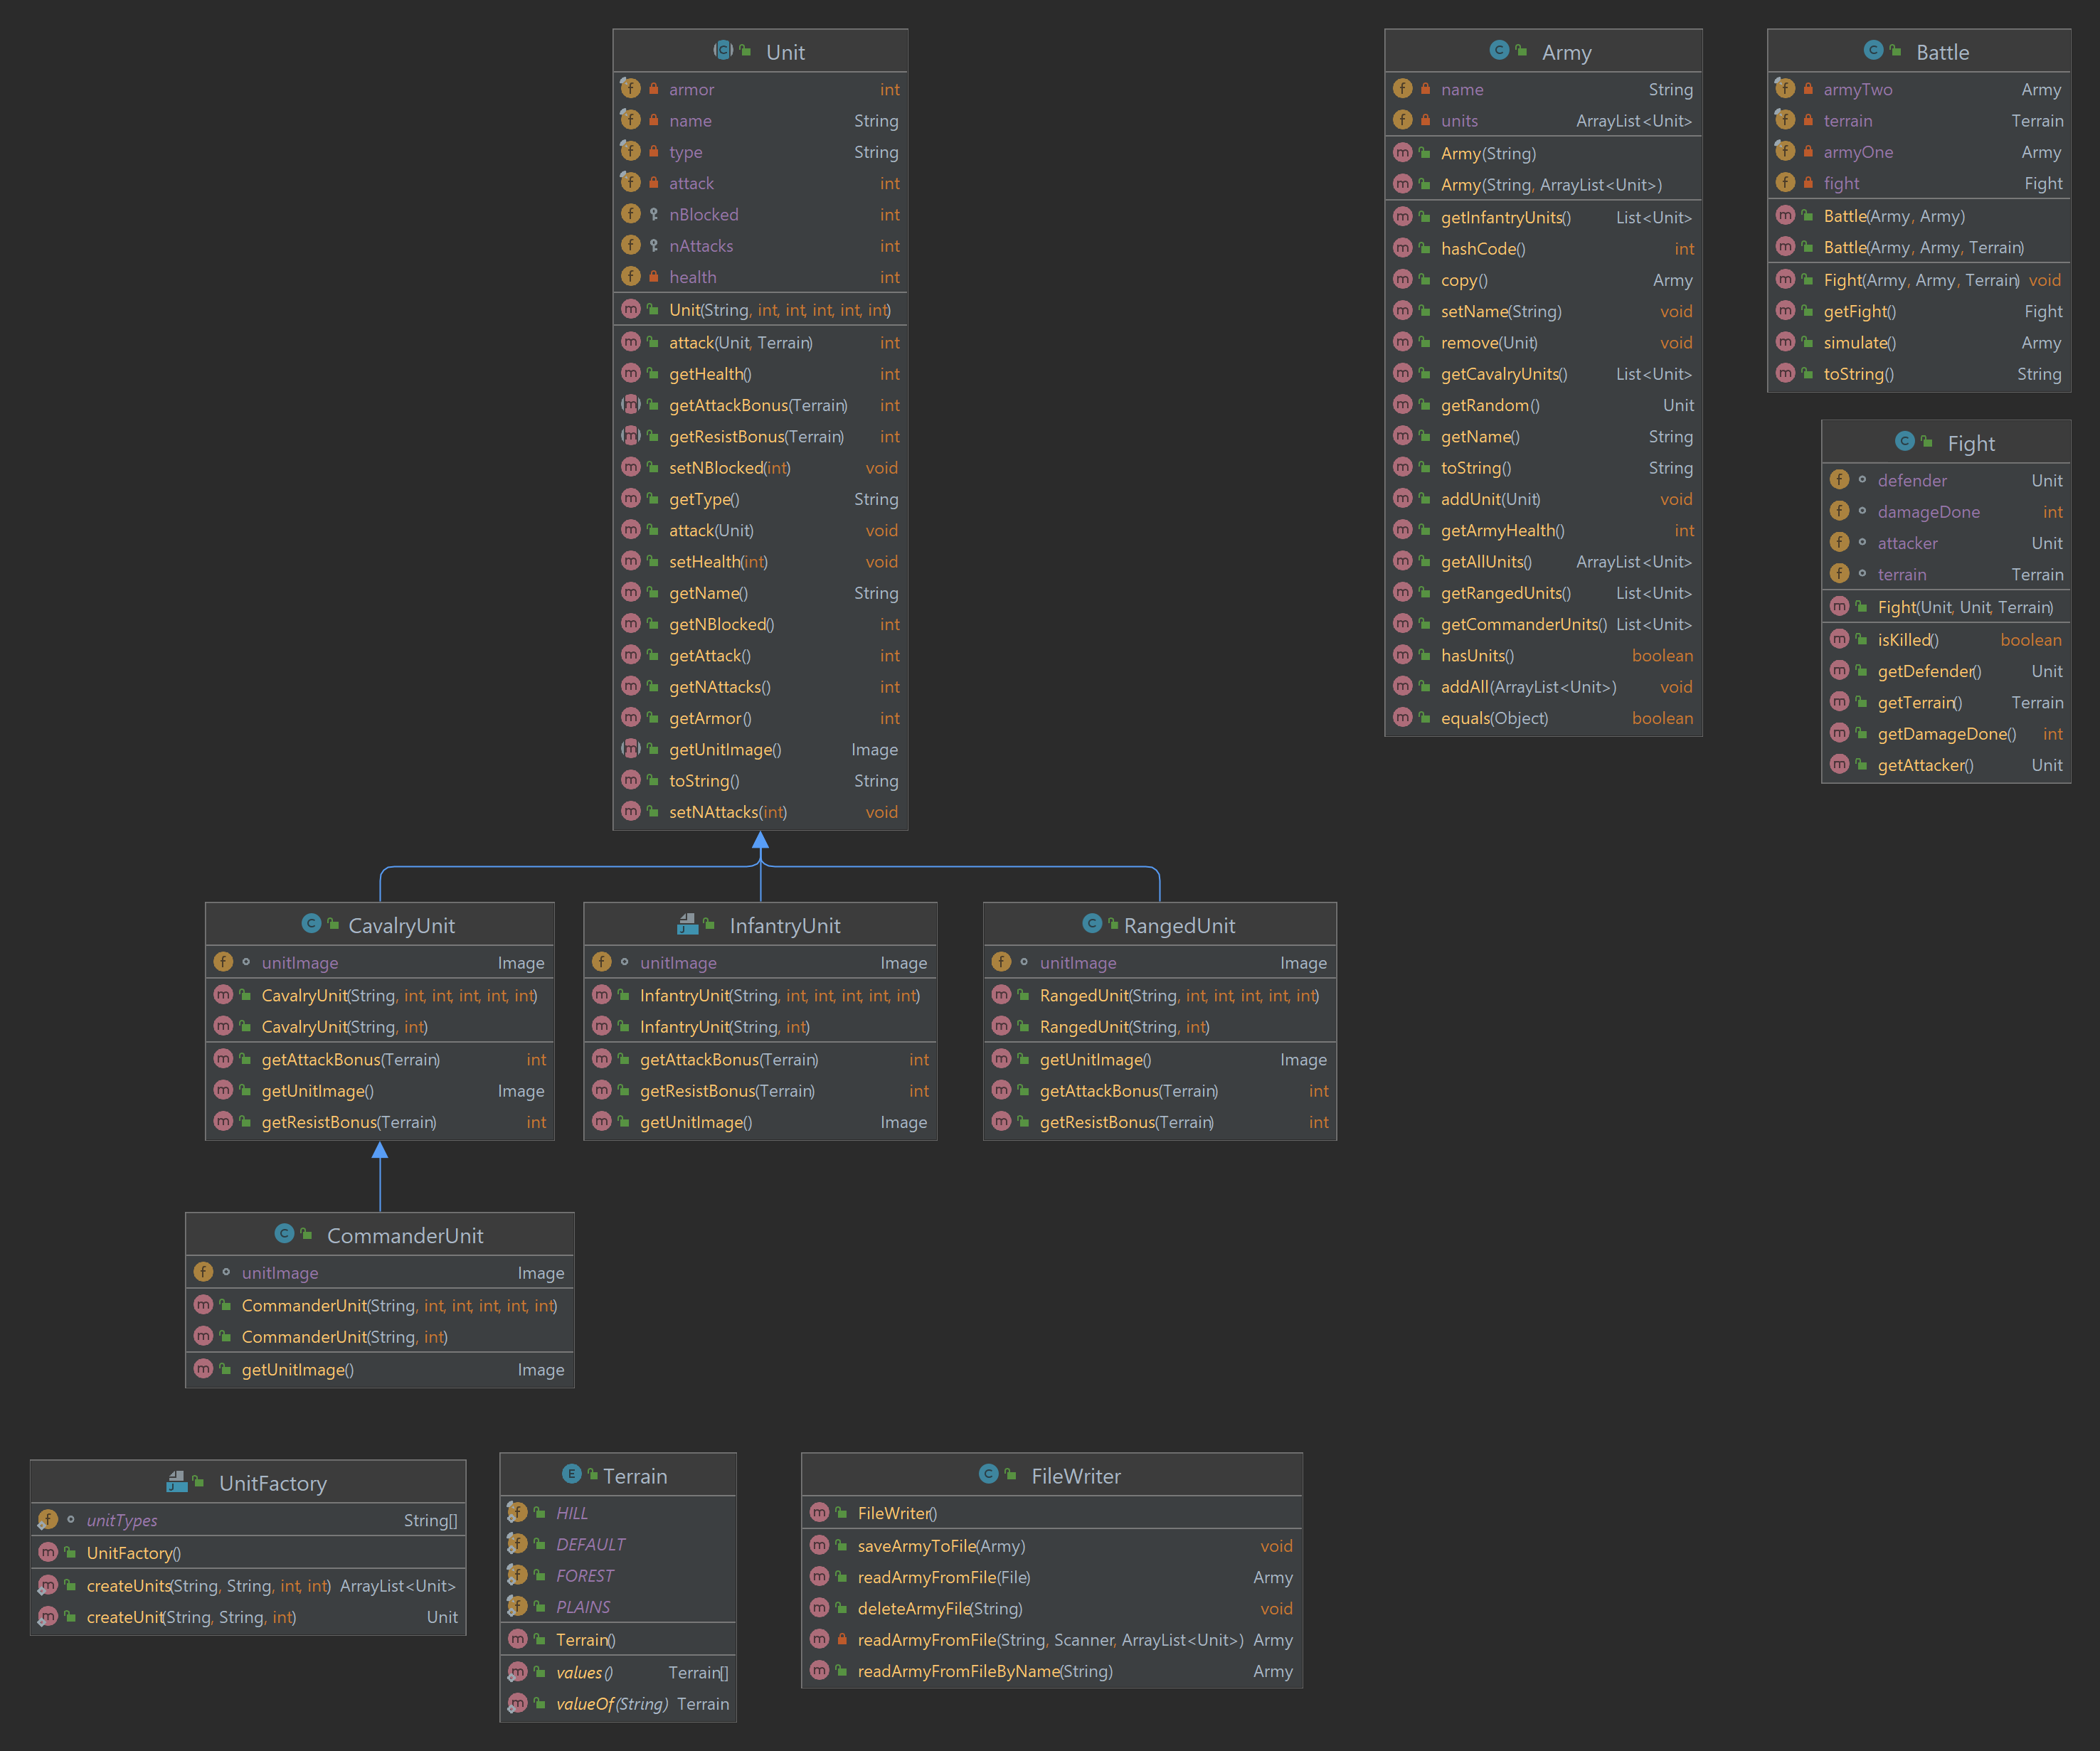 Unit
armor int
name String
type String
attack int
nBlocked int
nAttacks int
health int
Unit(String, int, int, int, int, int)
attack(Unit, Terrain) int
getHealth() int
getAttackBonus(Terrain) int
getResistBonus(Terrain) int
setNBlocked(int) void
getType() String
attack(Unit) void
setHealth(int) void
getName() String
getNBlocked() int
getAttack() int
getNAttacks() int
getArmor() int
getUnitImage() Image
toString() String
setNAttacks(int) void
Army
name String
units ArrayList<Unit>
Army(String)
Army(String, ArrayList<Unit>)
getInfantryUnits() List<Unit>
hashCode() int
copy() Army
setName(String) void
remove(Unit) void
getCavalryUnits() List<Unit>
getRandom() Unit
getName() String
toString() String
addUnit(Unit) void
getArmyHealth() int
getAllUnits() ArrayList<Unit>
getRangedUnits() List<Unit>
getCommanderUnits() List<Unit>
hasUnits() boolean
addAll(ArrayList<Unit>) void
equals(Object) boolean
Battle
armyTwo Army
terrain Terrain
armyOne Army
fight Fight
Battle(Army, Army)
Battle(Army, Army, Terrain)
Fight(Army, Army, Terrain) void
getFight() Fight
simulate() Army
toString() String
Fight
defender Unit
damageDone int
attacker Unit
terrain Terrain
Fight(Unit, Unit, Terrain)
isKilled() boolean
getDefender() Unit
getTerrain() Terrain
getDamageDone() int
getAttacker() Unit
CavalryUnit
unitImage Image
CavalryUnit(String, int, int, int, int, int)
CavalryUnit(String, int)
getAttackBonus(Terrain) int
getUnitImage() Image
getResistBonus(Terrain) int
InfantryUnit
unitImage Image
InfantryUnit(String, int, int, int, int, int)
InfantryUnit(String, int)
getAttackBonus(Terrain) int
getResistBonus(Terrain) int
getUnitImage() Image
RangedUnit
unitImage Image
RangedUnit(String, int, int, int, int, int)
RangedUnit(String, int)
getUnitImage() Image
getAttackBonus(Terrain) int
getResistBonus(Terrain) int
CommanderUnit
unitImage Image
CommanderUnit(String, int, int, int, int, int)
CommanderUnit(String, int)
getUnitImage() Image
UnitFactory
unitTypes String[]
UnitFactory()
createUnits(String, String, int, int) ArrayList<Unit>
createUnit(String, String, int) Unit
Terrain
HILL
DEFAULT
FOREST
PLAINS
Terrain()
values() Terrain[]
valueOf(String) Terrain
FileWriter
FileWriter()
saveArmyToFile(Army) void
readArmyFromFile(File) Army
deleteArmyFile(String) void
readArmyFromFile(String, Scanner, ArrayList<Unit>) Army
readArmyFromFileByName(String) Army